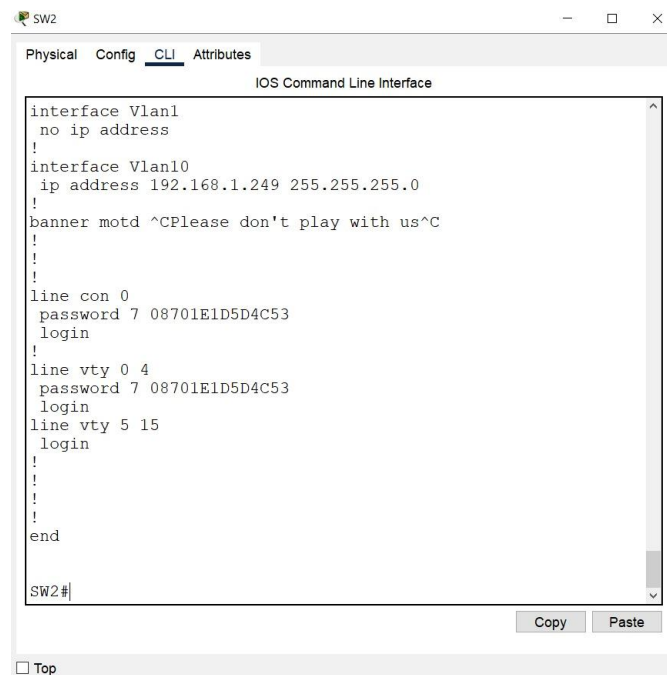 SW2
Physical Config CLI Attributes
IOS Command Line Interface
interface Vlan1
 no ip address
!
interface Vlan10
 ip address 192.168.1.249 255.255.255.0
!
banner motd ^CPlease don't play with us^C
!
!
!
line con 0
 password 7 08701E1D5D4C53
 login
!
line vty 0 4
 password 7 08701E1D5D4C53
 login
line vty 5 15
 login
!
!
!
!
end
SW2#
Copy Paste
Top